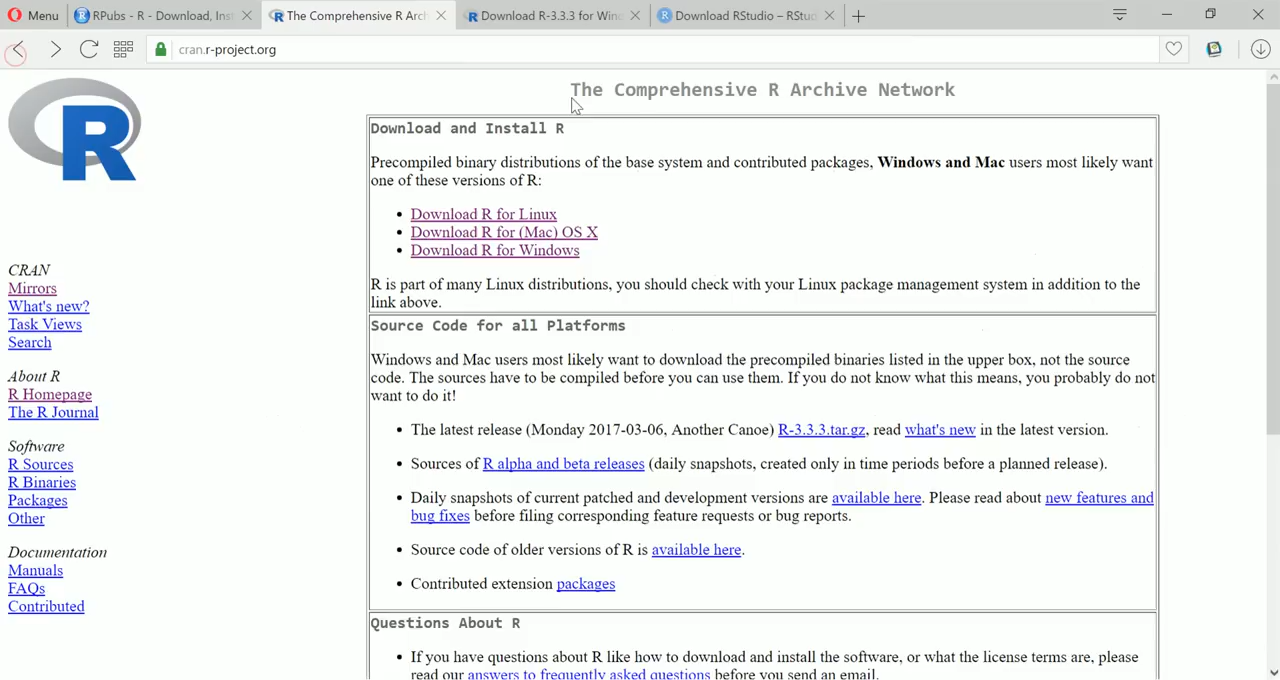 Menu
RPubs - R - Download, Inst
The Comprehensive R Arch
Download R-3.3.3 for Wind
Download RStudio – RStud
cran.r-project.org
The Comprehensive R Archive Network
R
CRAN
Mirrors
What's new?
Task Views
Search
About R
R Homepage
The R Journal
Software
R Sources
R Binaries
Packages
Other
Documentation
Manuals
FAQs
Contributed
Download and Install R
Precompiled binary distributions of the base system and contributed packages, Windows and Mac users most likely want
one of these versions of R:
• Download R for Linux
• Download R for (Mac) OS X
• Download R for Windows
R is part of many Linux distributions, you should check with your Linux package management system in addition to the
link above.
Source Code for all Platforms
Windows and Mac users most likely want to download the precompiled binaries listed in the upper box, not the source
code. The sources have to be compiled before you can use them. If you do not know what this means, you probably do not
want to do it!
• The latest release (Monday 2017-03-06, Another Canoe) R-3.3.3.tar.gz, read what's new in the latest version.
• Sources of R alpha and beta releases (daily snapshots, created only in time periods before a planned release).
• Daily snapshots of current patched and development versions are available here. Please read about new features and
bug fixes before filing corresponding feature requests or bug reports.
• Source code of older versions of R is available here.
• Contributed extension packages
Questions About R
• If you have questions about R like how to download and install the software, or what the license terms are, please
read our answers to frequently asked questions before you send an email.